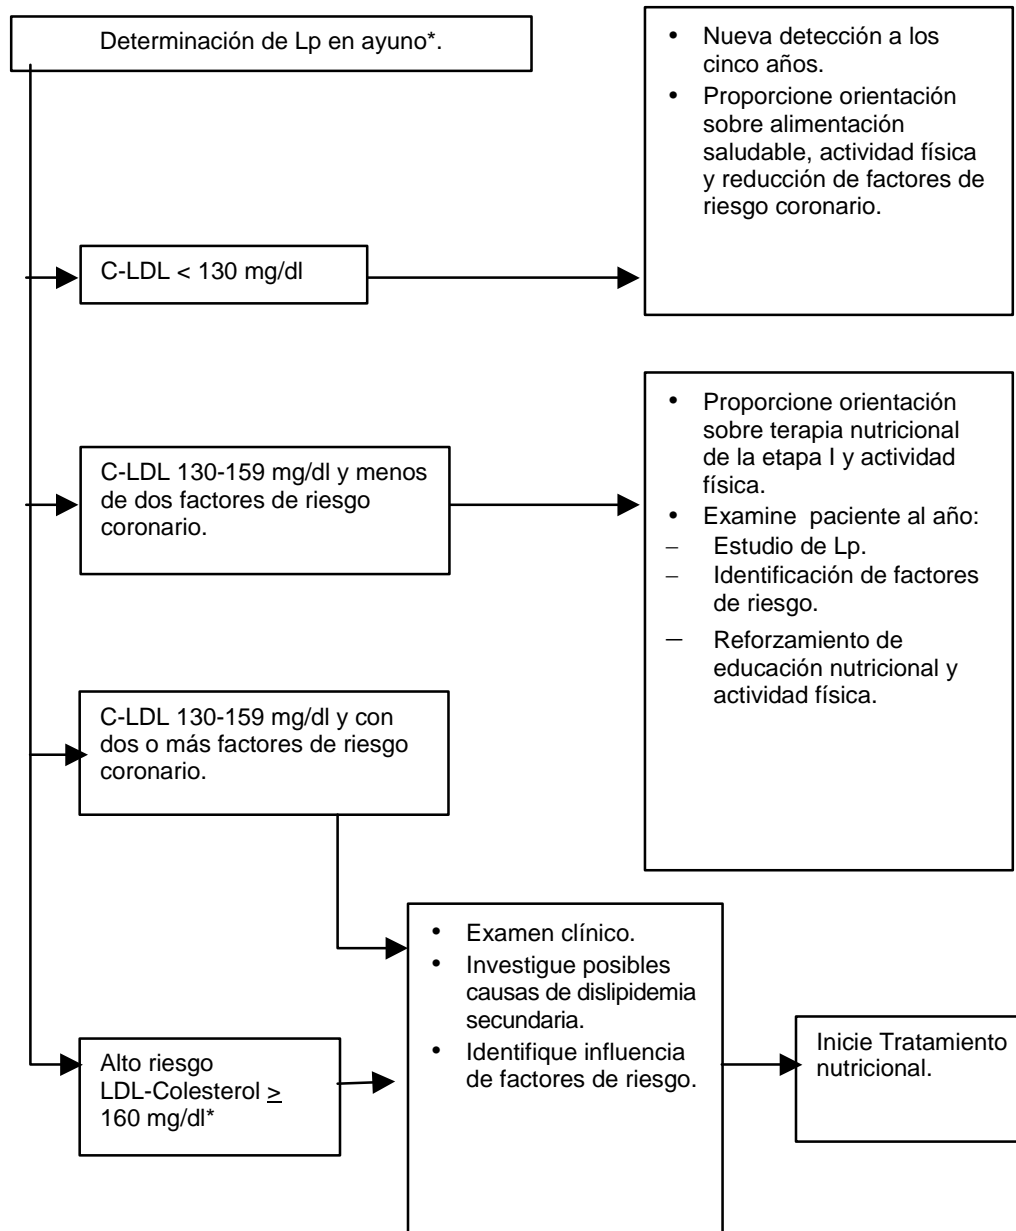 Determinación de Lp en ayuno*.
• Nueva detección a los
cinco años.
• Proporcione orientación
sobre alimentación
saludable, actividad física
y reducción de factores de
riesgo coronario.
C-LDL < 130 mg/dl
C-LDL 130-159 mg/dl y menos
de dos factores de riesgo
coronario.
• Proporcione orientación
sobre terapia nutricional
de la etapa I y actividad
física.
• Examine paciente al año:
– Estudio de Lp.
– Identificación de factores
de riesgo.
– Reforzamiento de
educación nutricional y
actividad física.
C-LDL 130-159 mg/dl y con
dos o más factores de riesgo
coronario.
• Examen clínico.
• Investigue posibles
causas de dislipidemia
secundaria.
• Identifique influencia
de factores de riesgo.
Alto riesgo
LDL-Colesterol ≥
160 mg/dl*
Inicie Tratamiento
nutricional.